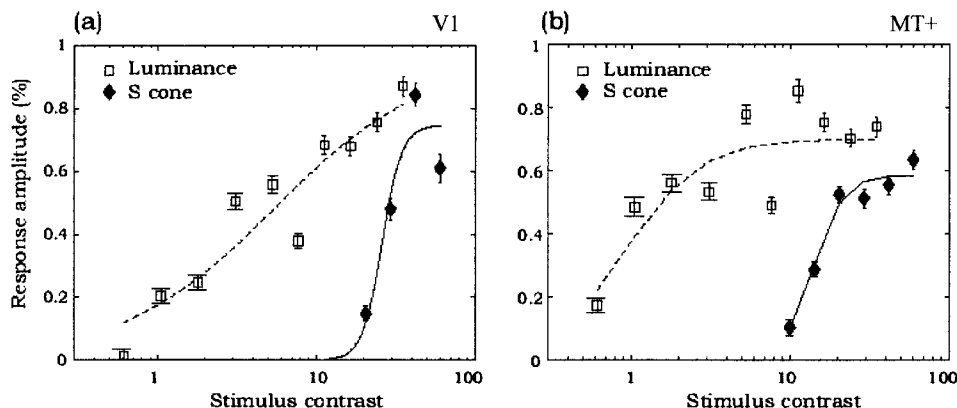 (a) V1
1
0.8
0.6
0.4
0.2
0
Response amplitude (%)
Luminance
S cone
1 10 100
Stimulus contrast
(b) MT+
1
0.8
0.6
0.4
0.2
0
Luminance
S cone
1 10 100
Stimulus contrast